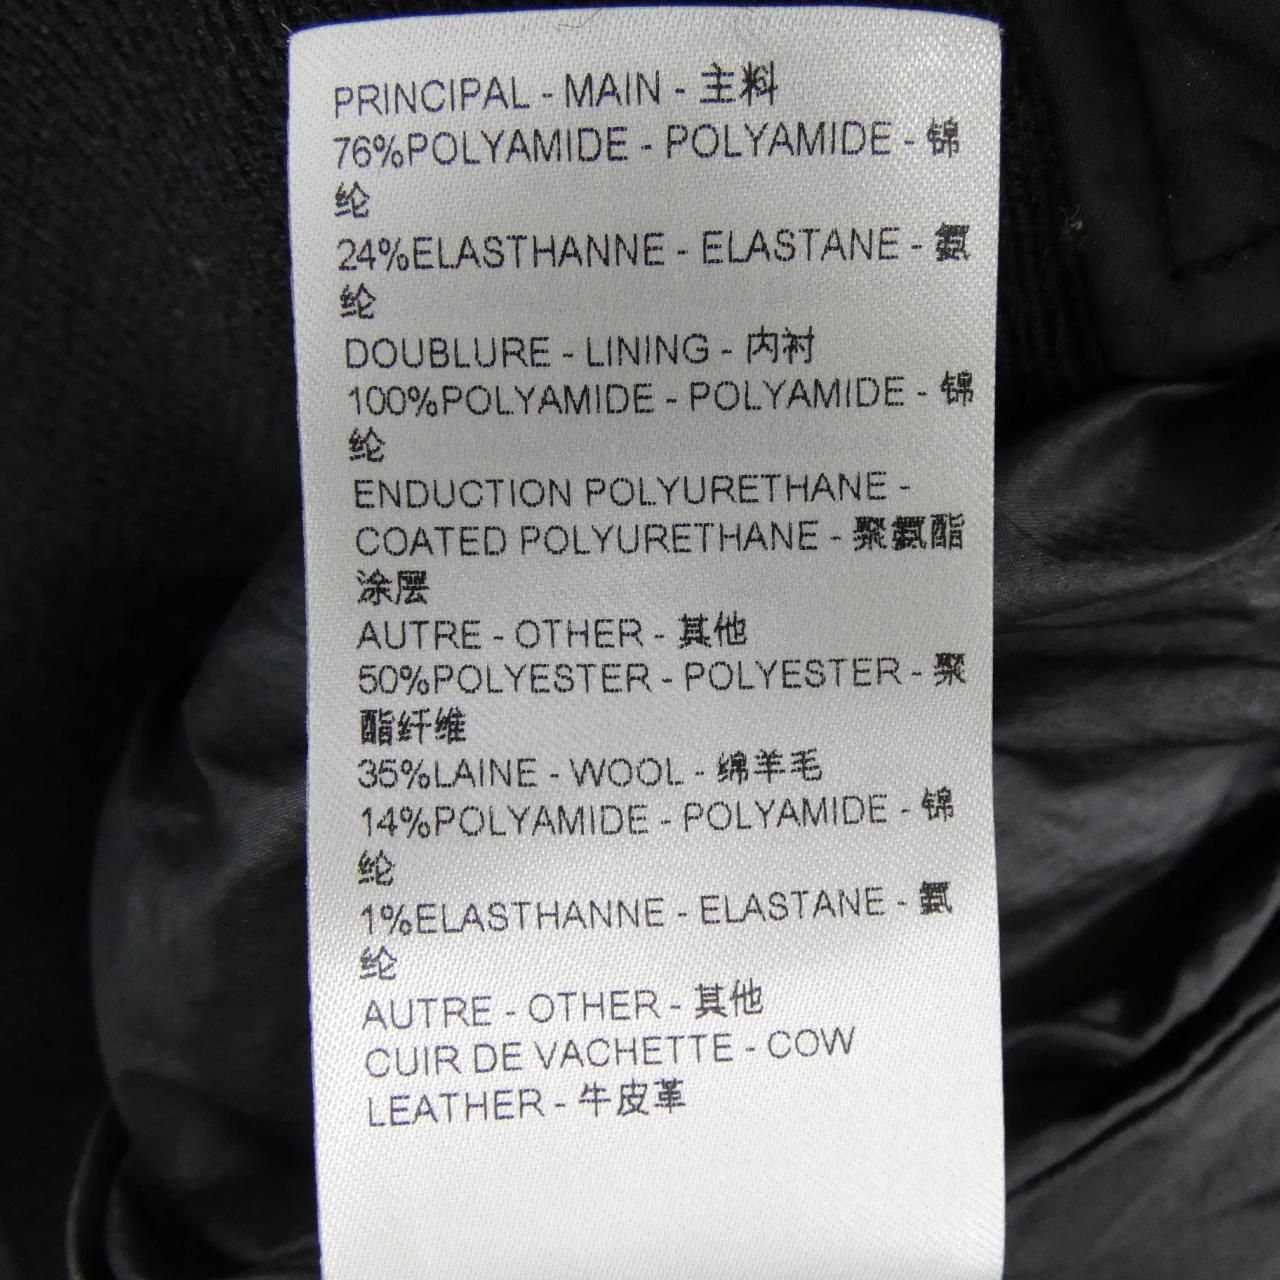 PRINCIPAL - MAIN - 主料
76%POLYAMIDE - POLYAMIDE - 锦
纶
24%ELASTHANNE - ELASTANE - 氨
纶
DOUBLURE - LINING - 内衬
100%POLYAMIDE - POLYAMIDE - 锦
纶
ENDUCTION POLYURETHANE -
COATED POLYURETHANE - 聚氨酯
涂层
AUTRE - OTHER - 其他
50%POLYESTER - POLYESTER - 聚
酯纤维
35%LAINE - WOOL - 绵羊毛
14%POLYAMIDE - POLYAMIDE - 锦
纶
1%ELASTHANNE - ELASTANE - 氨
纶
AUTRE - OTHER - 其他
CUIR DE VACHETTE - COW
LEATHER - 牛皮革